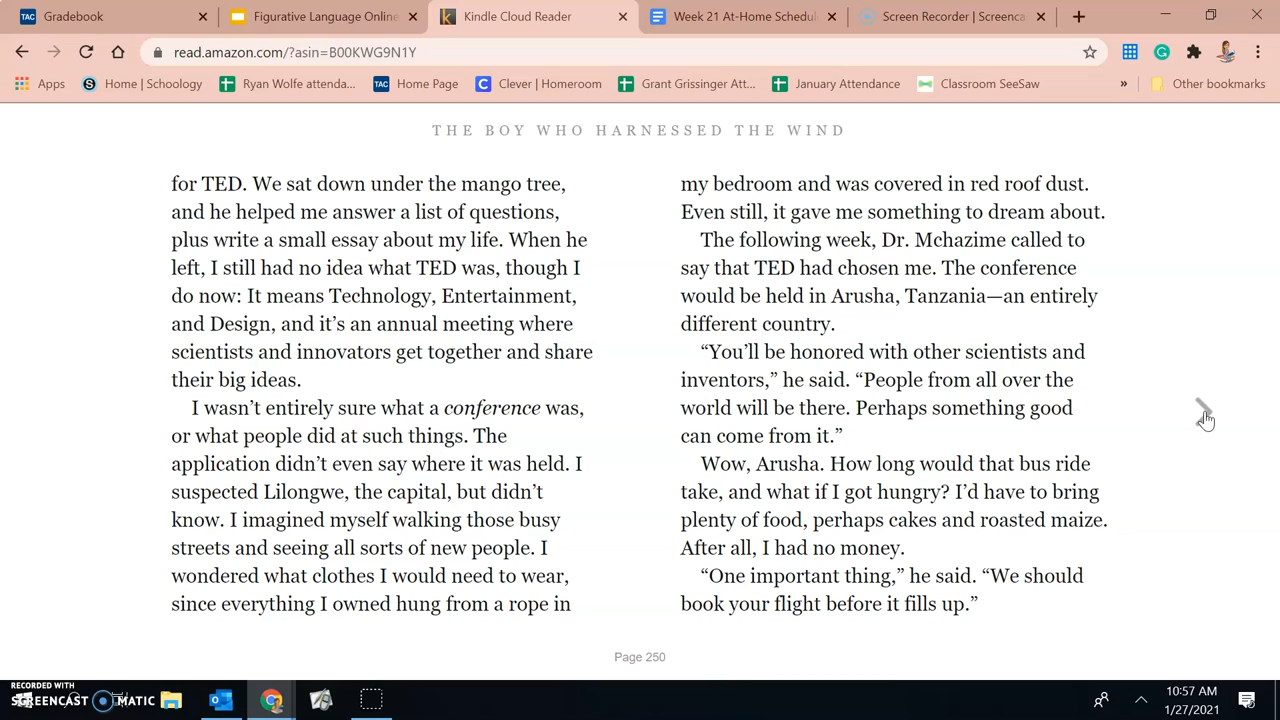 Gradebook
Figurative Language Online
Kindle Cloud Reader
Week 21 At-Home Schedul
Screen Recorder | Screenca
read.amazon.com/?asin=B00KWG9N1Y
Apps
Home | Schoology
Ryan Wolfe attenda...
TAC Home Page
Clever | Homeroom
Grant Grissinger Att...
January Attendance
Classroom SeeSaw
»
Other bookmarks
THE BOY WHO HARNESSED THE WIND
for TED. We sat down under the mango tree,
and he helped me answer a list of questions,
plus write a small essay about my life. When he
left, I still had no idea what TED was, though I
do now: It means Technology, Entertainment,
and Design, and it’s an annual meeting where
scientists and innovators get together and share
their big ideas.
I wasn’t entirely sure what a conference was,
or what people did at such things. The
application didn’t even say where it was held. I
suspected Lilongwe, the capital, but didn’t
know. I imagined myself walking those busy
streets and seeing all sorts of new people. I
wondered what clothes I would need to wear,
since everything I owned hung from a rope in
my bedroom and was covered in red roof dust.
Even still, it gave me something to dream about.
The following week, Dr. Mchazime called to
say that TED had chosen me. The conference
would be held in Arusha, Tanzania—an entirely
different country.
“You’ll be honored with other scientists and
inventors,” he said. “People from all over the
world will be there. Perhaps something good
can come from it.”
Wow, Arusha. How long would that bus ride
take, and what if I got hungry? I’d have to bring
plenty of food, perhaps cakes and roasted maize.
After all, I had no money.
“One important thing,” he said. “We should
book your flight before it fills up.”
Page 250
RECORDED WITH
SCREENCAST MATIC
10:57 AM
1/27/2021